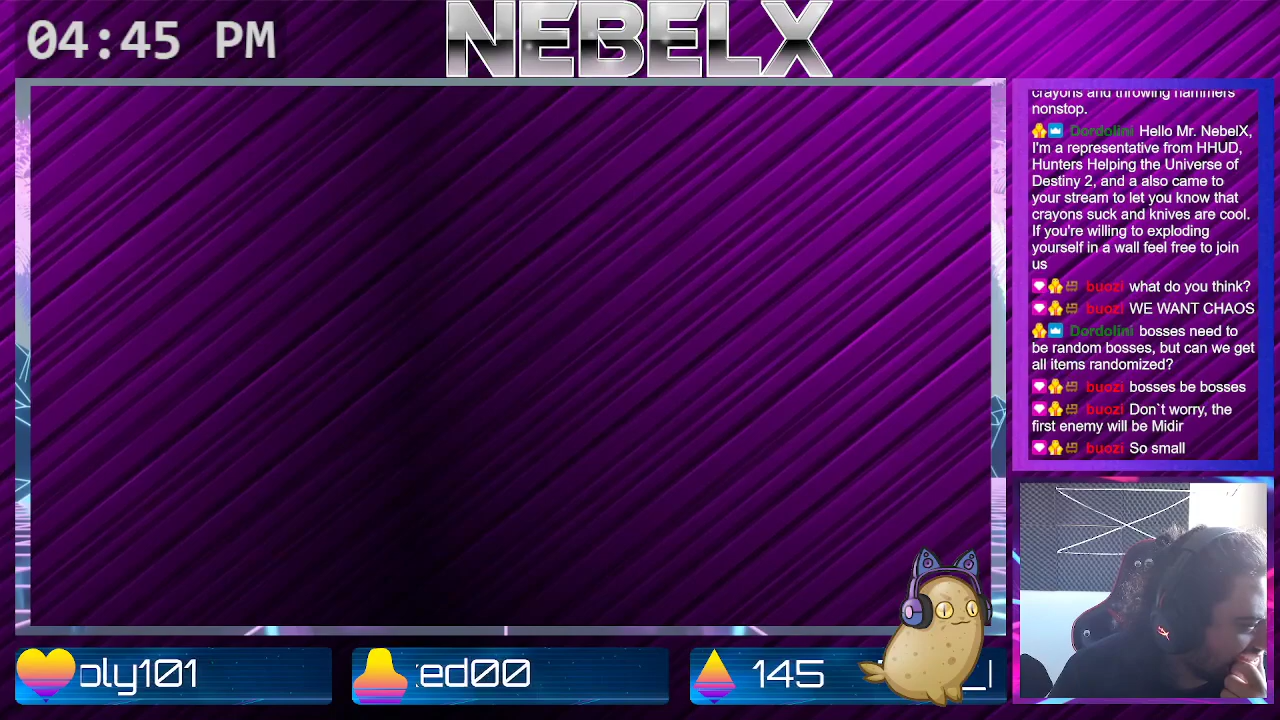 04:45 PM
NEBELX
crayons and throwing hammers
nonstop.
Dordolini Hello Mr. NebelX,
I'm a representative from HHUD,
Hunters Helping the Universe of
Destiny 2, and a also came to
your stream to let you know that
crayons suck and knives are cool.
If you're willing to exploding
yourself in a wall feel free to join
us
buozi what do you think?
buozi WE WANT CHAOS
Dordolini bosses need to
be random bosses, but can we get
all items randomized?
buozi bosses be bosses
buozi Don`t worry, the
first enemy will be Midir
buozi So small
oly101
ed00
145